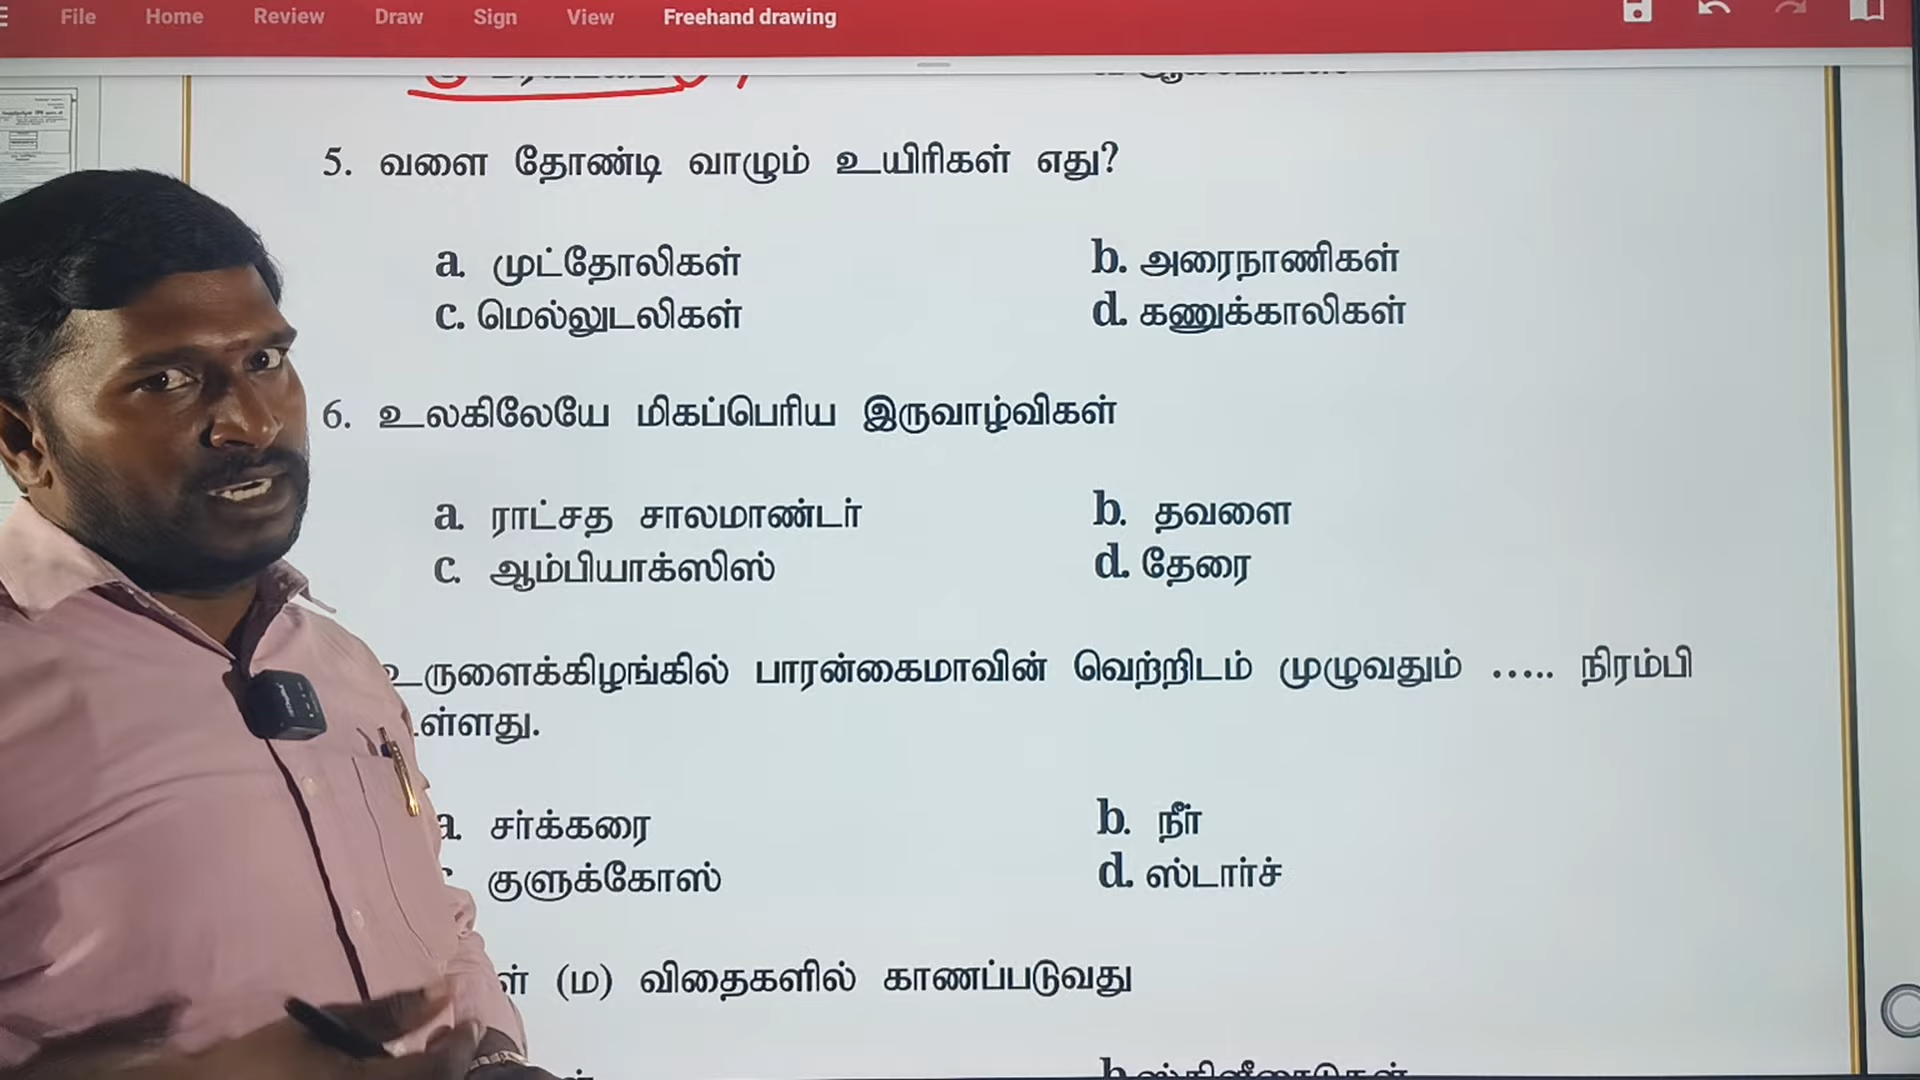 File Home Review Draw Sign View Freehand drawing
5. வளை தோண்டி வாழும் உயிரிகள் எது?
a. முட்தோலிகள் b. அரைநாணிகள்
c. மெல்லுடலிகள் d. கணுக்காலிகள்
6. உலகிலேயே மிகப்பெரிய இருவாழ்விகள்
a. ராட்சத சாலமாண்டர் b. தவளை
c. ஆம்பியாக்ஸிஸ் d. தேரை
உருளைக்கிழங்கில் பாரன்கைமாவின் வெற்றிடம் முழுவதும் ..... நிரம்பி
ள்ளது.
a. சர்க்கரை b. நீர்
குளுக்கோஸ் d. ஸ்டார்ச்
(ம) விதைகளில் காணப்படுவது